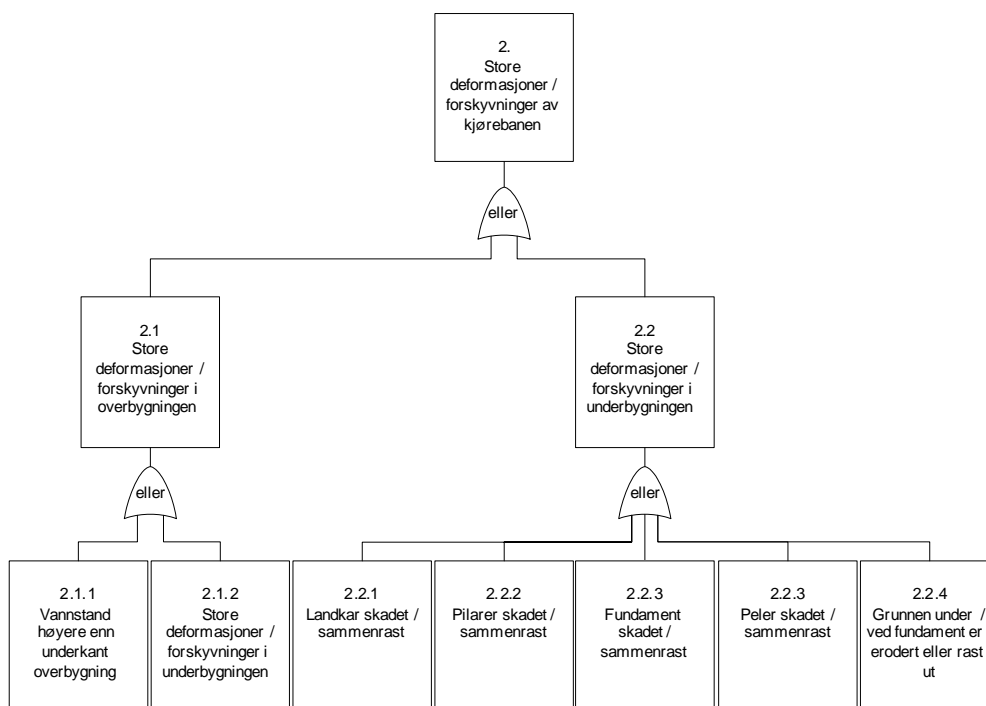 2.
Store
deformasjoner /
forskyvninger av
kjørebanen
eller
2.1
Store
deformasjoner /
forskyvninger i
overbygningen
2.2
Store
deformasjoner /
forskyvninger i
underbygningen
eller
eller
2.1.1
Vannstand
høyere enn
underkant
overbygning
2.1.2
Store
deformasjoner /
forskyvninger i
underbygningen
2.2.1
Landkar skadet /
sammenrast
2.2.2
Pilarer skadet /
sammenrast
2.2.3
Fundament
skadet /
sammenrast
2.2.3
Peler skadet /
sammenrast
2.2.4
Grunnen under /
ved fundament er
erodert eller rast
ut